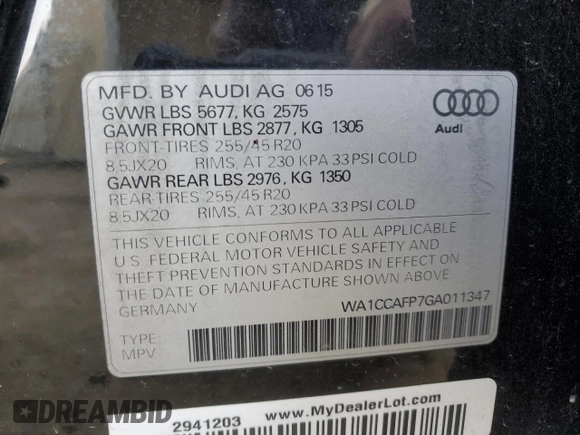 MFD. BY AUDI AG 0615
GVWR LBS 5677, KG 2575
GAWR FRONT LBS 2877, KG 1305
FRONT-TIRES 255/45 R20
8,5JX20 RIMS, AT 230 KPA 33 PSI COLD
GAWR REAR LBS 2976, KG 1350
REAR-TIRES 255/45 R20
8,5JX20 RIMS, AT 230 KPA 33 PSI COLD
Audi
THIS VEHICLE CONFORMS TO ALL APPLICABLE
U.S. FEDERAL MOTOR VEHICLE SAFETY AND
THEFT PREVENTION STANDARDS IN EFFECT ON
THE DATE OF MANUFACTURE SHOWN ABOVE
GERMANY WA1CCAFP7GA011347
TYPE:
MPV
2941203 www.MyDealerLot.com
DREAMBID